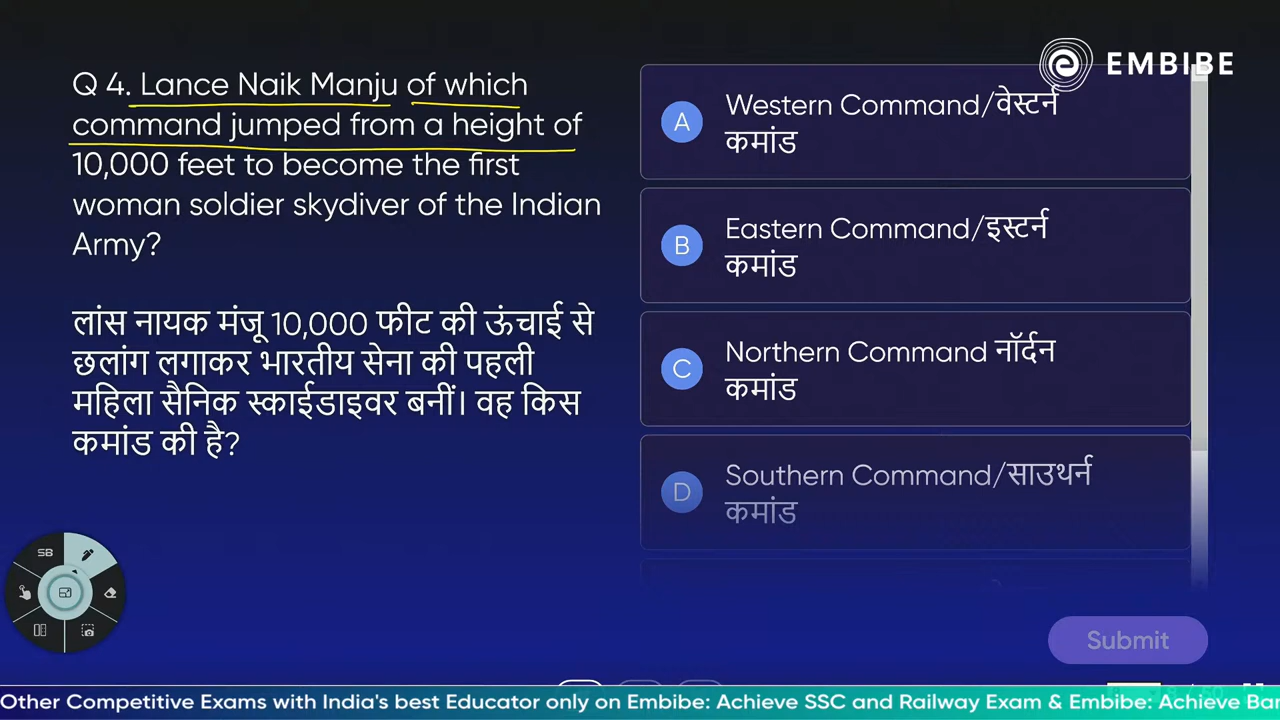 EMBIBE
Q 4. Lance Naik Manju of which
command jumped from a height of
10,000 feet to become the first
woman soldier skydiver of the Indian
Army?
लांस नायक मंजू 10,000 फीट की ऊंचाई से
छलांग लगाकर भारतीय सेना की पहली
महिला सैनिक स्काईडाइवर बनीं। वह किस
कमांड की है?
A
Western Command/वेस्टर्न
कमांड
B
Eastern Command/इस्टर्न
कमांड
C
Northern Command नॉर्दन
कमांड
D
Southern Command/साउथर्न
कमांड
SB
Submit
Other Competitive Exams with India's best Educator only on Embibe: Achieve SSC and Railway Exam & Embibe: Achieve Ban